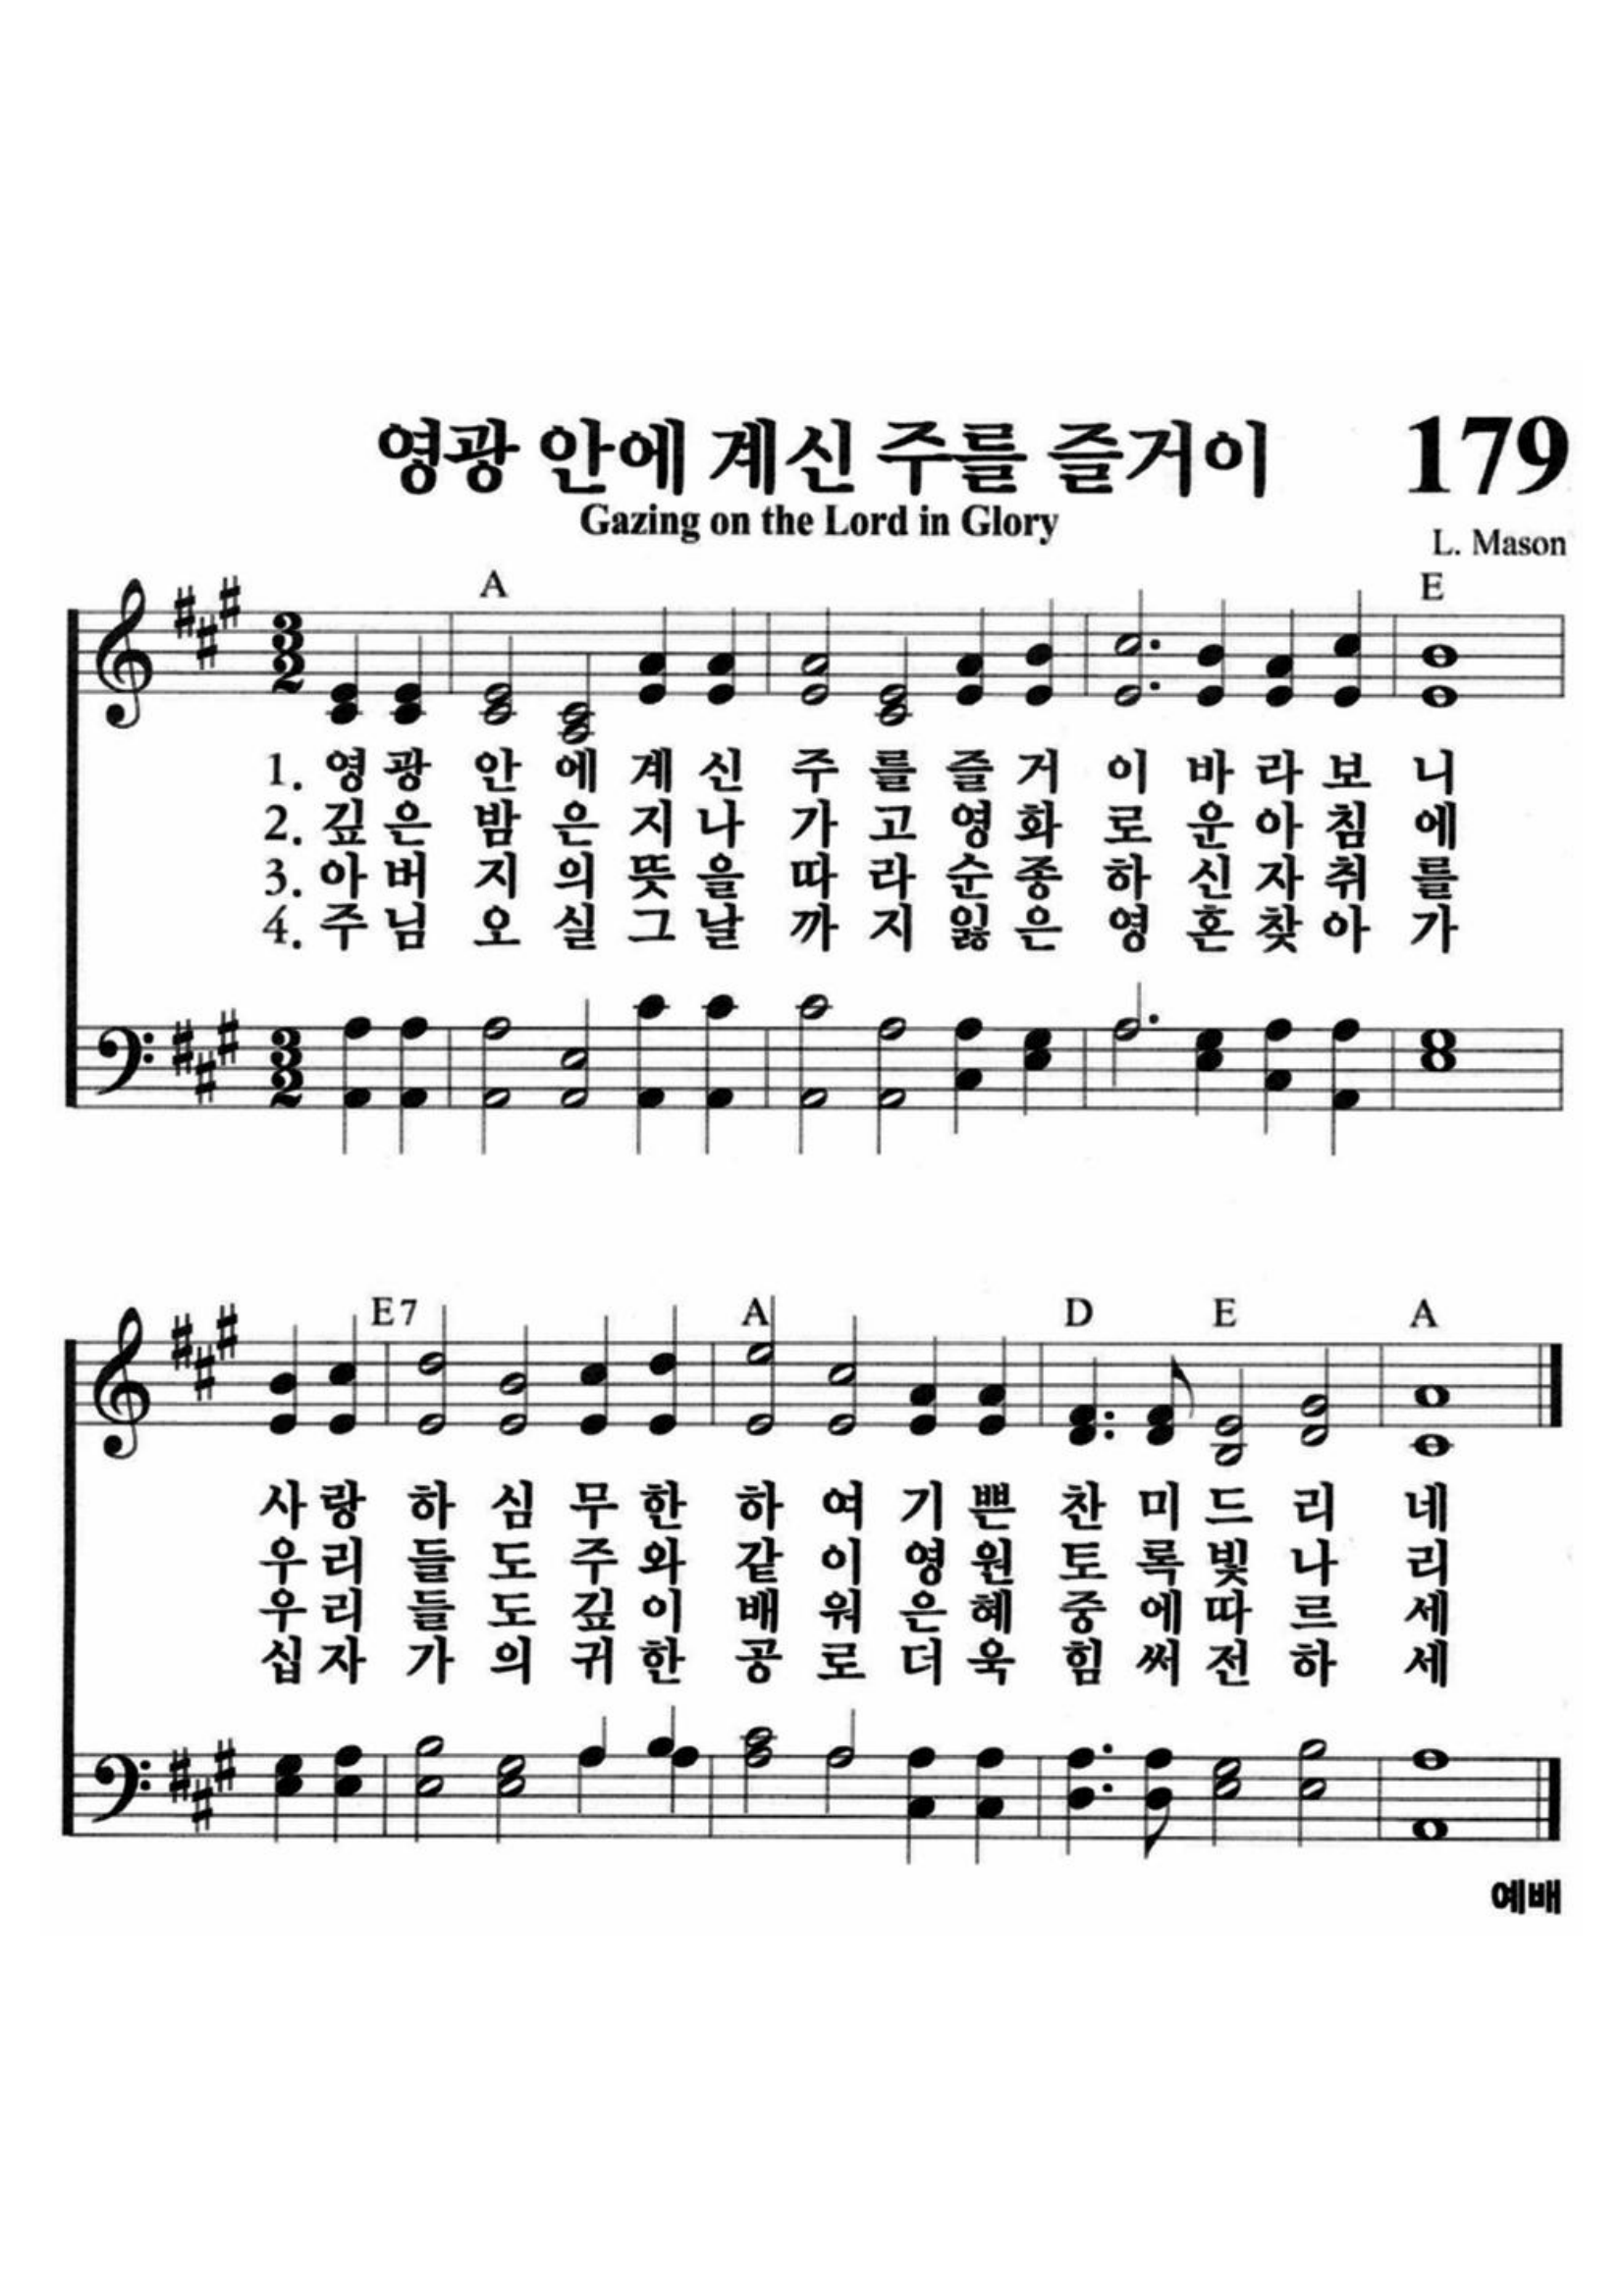 영광 안에 계신 주를 즐거이 179
Gazing on the Lord in Glory
L. Mason
A E
3 2
1. 영광 안에계신 주를즐거 이바라보 니
2. 깊은 밤은지나 가고영화 로운아침 에
3. 아버 지의뜻을 따라순종 하신자취 를
4. 주님 오실그날 까지잃은 영혼찾아 가
3 2
E7 A D E A
사랑 하심무한 하여기쁜 찬미드리 네
우리 들도주와 같이영원 토록빛나 리
우리 들도깊이 배워은혜 중에따르 세
십자 가의귀한 공로더욱 힘써전하 세
예배